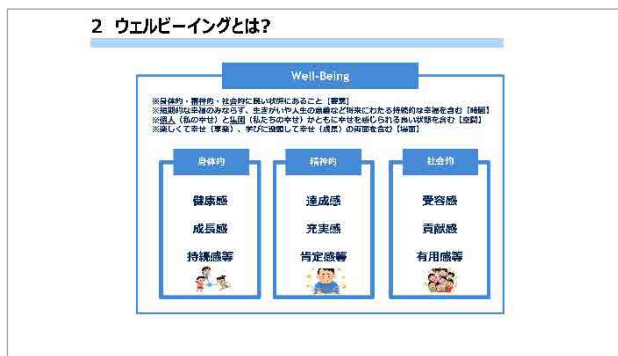 2 ウェルビーイングとは?
Well-Being
※身体的・精神的・社会的に良い状態にあること【要素】
※短期的な幸福のみならず、生きがいや人生の意義など将来にわたる持続的な幸福を含む【時間】
※個人(私の幸せ)と集団(私たちの幸せ)がともに幸せを感じられる良い状態を含む【空間】
※楽しくて幸せ(享楽)、学びに没頭して幸せ(成長)の両面を含む【場面】
身体的
精神的
社会的
健康感
達成感
受容感
成長感
充実感
貢献感
持続感等
肯定感等
有用感等